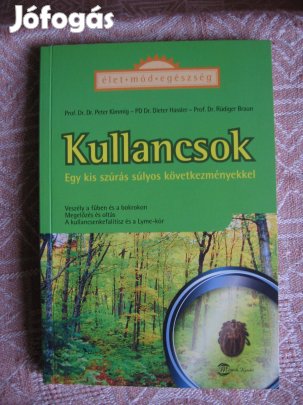 Jófogás
élet•mód•egészség
Prof. Dr. Dr. Peter Kimmig – PD Dr. Dieter Hassler – Prof. Dr. Rüdiger Braun
Kullancsok
Egy kis szúrás súlyos következményekkel
Veszély a fűben és a bokrokon
Megelőzés és oltás
A kullancsenkefalitisz és a Lyme-kór